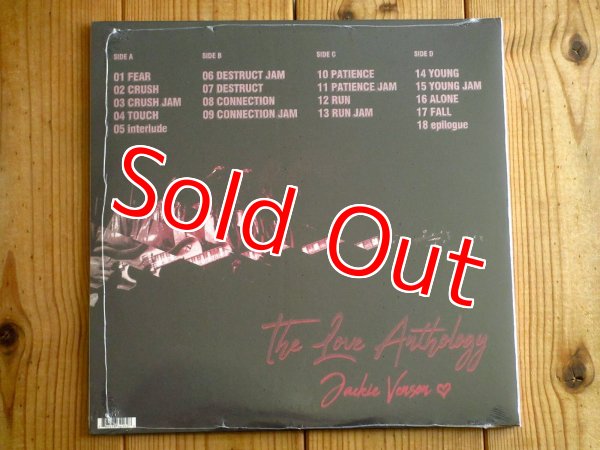 SIDE A
01 FEAR
02 CRUSH
03 CRUSH JAM
04 TOUCH
05 interlude
SIDE B
06 DESTRUCT JAM
07 DESTRUCT
08 CONNECTION
09 CONNECTION JAM
SIDE C
10 PATIENCE
11 PATIENCE JAM
12 RUN
13 RUN JAM
SIDE D
14 YOUNG
15 YOUNG JAM
16 ALONE
17 FALL
18 epilogue
Sold Out
The Love Anthology
Jackie Venson ♡